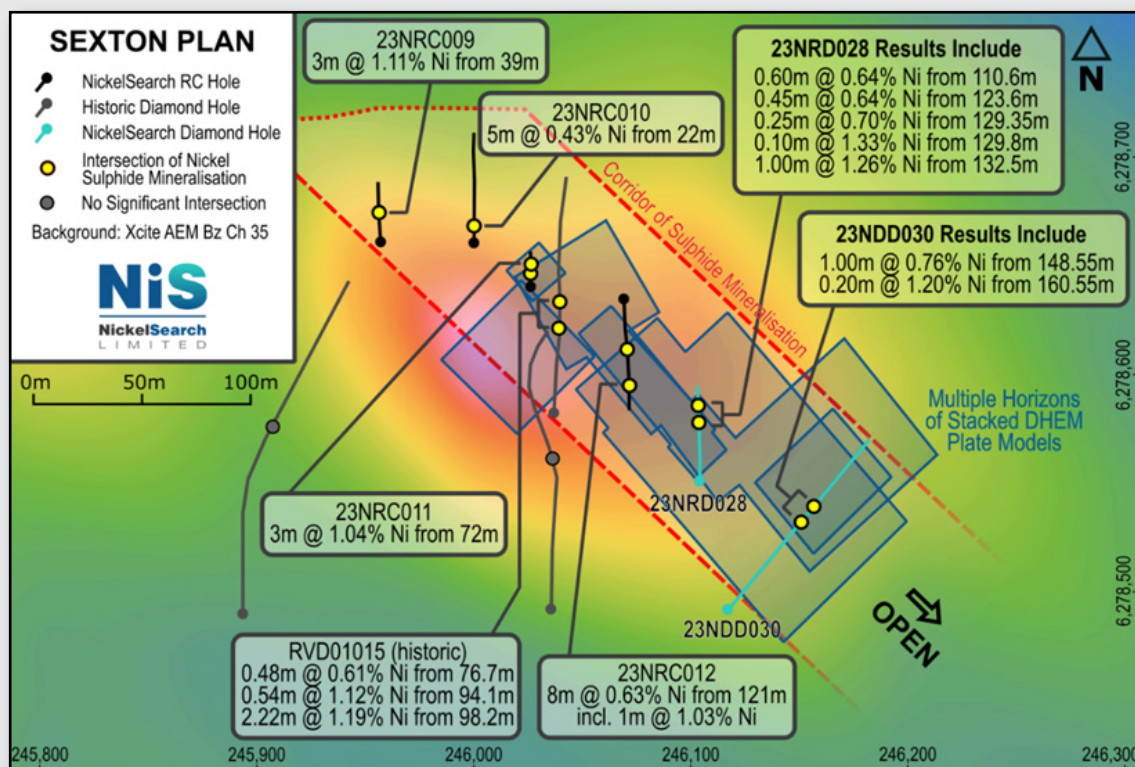 SEXTON PLAN
NickelSearch RC Hole
Historic Diamond Hole
NickelSearch Diamond Hole
Intersection of Nickel
Sulphide Mineralisation
No Significant Intersection
Background: Xcite AEM Bz Ch 35
NiS
NickelSearch
LIMITED
0m 50m 100m
23NRC009
3m @ 1.11% Ni from 39m
23NRC010
5m @ 0.43% Ni from 22m
23NRD028 Results Include
0.60m @ 0.64% Ni from 110.6m
0.45m @ 0.64% Ni from 123.6m
0.25m @ 0.70% Ni from 129.35m
0.10m @ 1.33% Ni from 129.8m
1.00m @ 1.26% Ni from 132.5m
N
23NDD030 Results Include
1.00m @ 0.76% Ni from 148.55m
0.20m @ 1.20% Ni from 160.55m
Corridor of Sulphide Mineralisation
Multiple Horizons
of Stacked DHEM
Plate Models
23NRC011
3m @ 1.04% Ni from 72m
23NRD028
23NDD030
OPEN
RVD01015 (historic)
0.48m @ 0.61% Ni from 76.7m
0.54m @ 1.12% Ni from 94.1m
2.22m @ 1.19% Ni from 98.2m
23NRC012
8m @ 0.63% Ni from 121m
incl. 1m @ 1.03% Ni
6,278,700
6,278,600
6,278,500
245,800 245,900 246,000 246,100 246,200 246,300